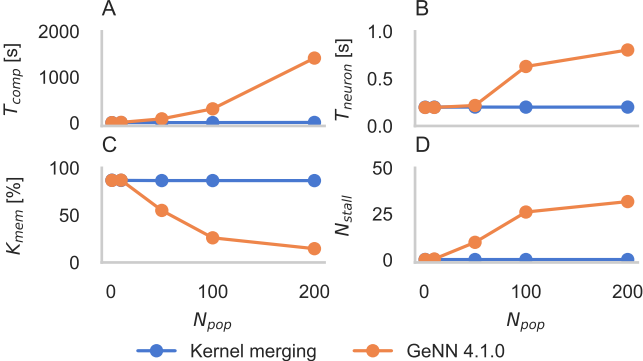 A
B
2000
1000
0
T_comp [s]
1.0
0.5
0.0
T_neuron [s]
C
D
100
50
0
K_mem [%]
50
25
0
N_stall
0 100 200
0 100 200
N_pop
N_pop
Kernel merging GeNN 4.1.0